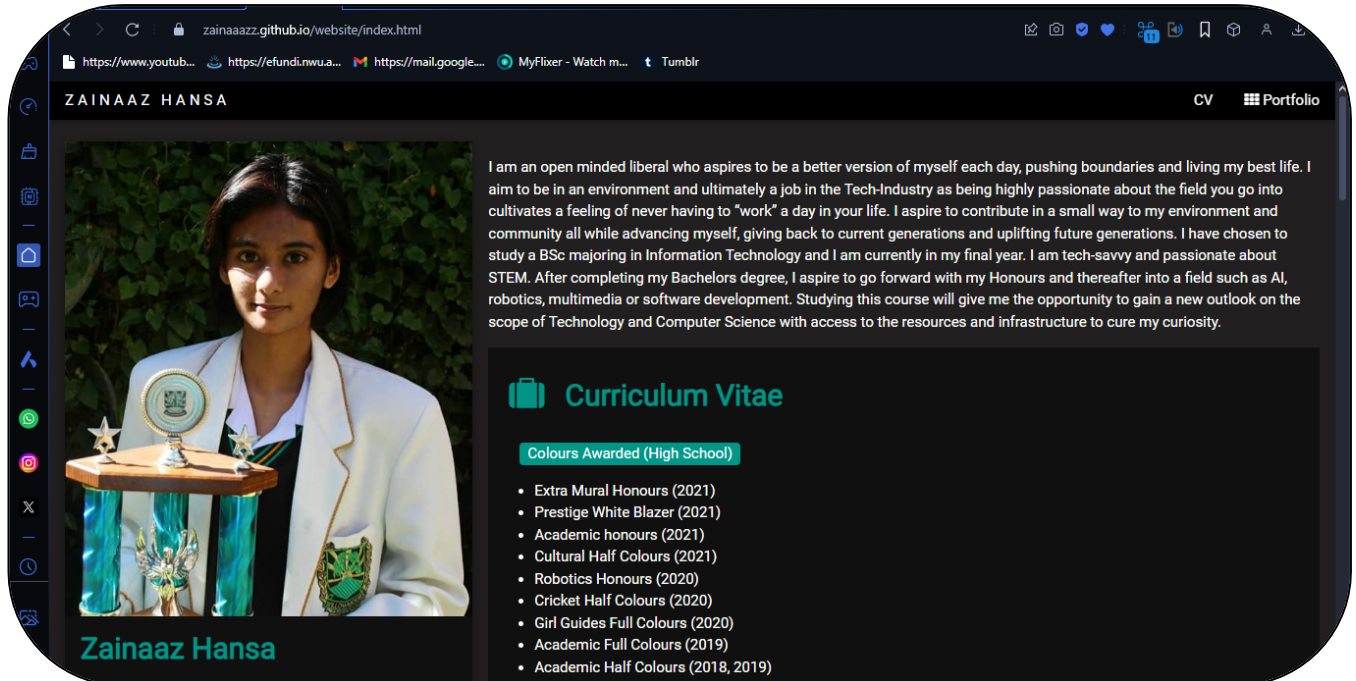 zainaaazz.github.io/website/index.html
https://www.youtub... https://efundi.nwu.a... https://mail.google.... MyFlixer - Watch m... Tumblr
ZAINAAZ HANSA CV Portfolio
I am an open minded liberal who aspires to be a better version of myself each day, pushing boundaries and living my best life. I
aim to be in an environment and ultimately a job in the Tech-Industry as being highly passionate about the field you go into
cultivates a feeling of never having to “work” a day in your life. I aspire to contribute in a small way to my environment and
community all while advancing myself, giving back to current generations and uplifting future generations. I have chosen to
study a BSc majoring in Information Technology and I am currently in my final year. I am tech-savvy and passionate about
STEM. After completing my Bachelors degree, I aspire to go forward with my Honours and thereafter into a field such as AI,
robotics, multimedia or software development. Studying this course will give me the opportunity to gain a new outlook on the
scope of Technology and Computer Science with access to the resources and infrastructure to cure my curiosity.
Curriculum Vitae
Colours Awarded (High School)
Extra Mural Honours (2021)
Prestige White Blazer (2021)
Academic honours (2021)
Cultural Half Colours (2021)
Robotics Honours (2020)
Cricket Half Colours (2020)
Girl Guides Full Colours (2020)
Academic Full Colours (2019)
Academic Half Colours (2018, 2019)
Zainaaz Hansa
11